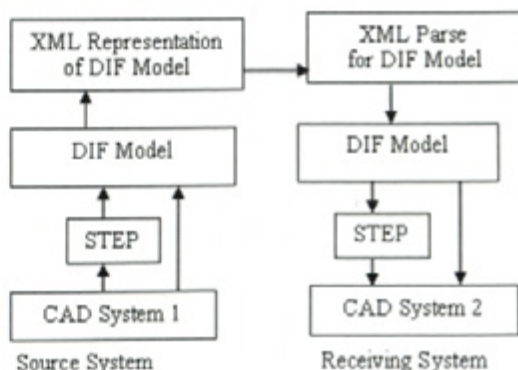 XML Representation
of DIF Model
XML Parse
for DIF Model
DIF Model
DIF Model
STEP
STEP
CAD System 1
CAD System 2
Source System
Receiving System